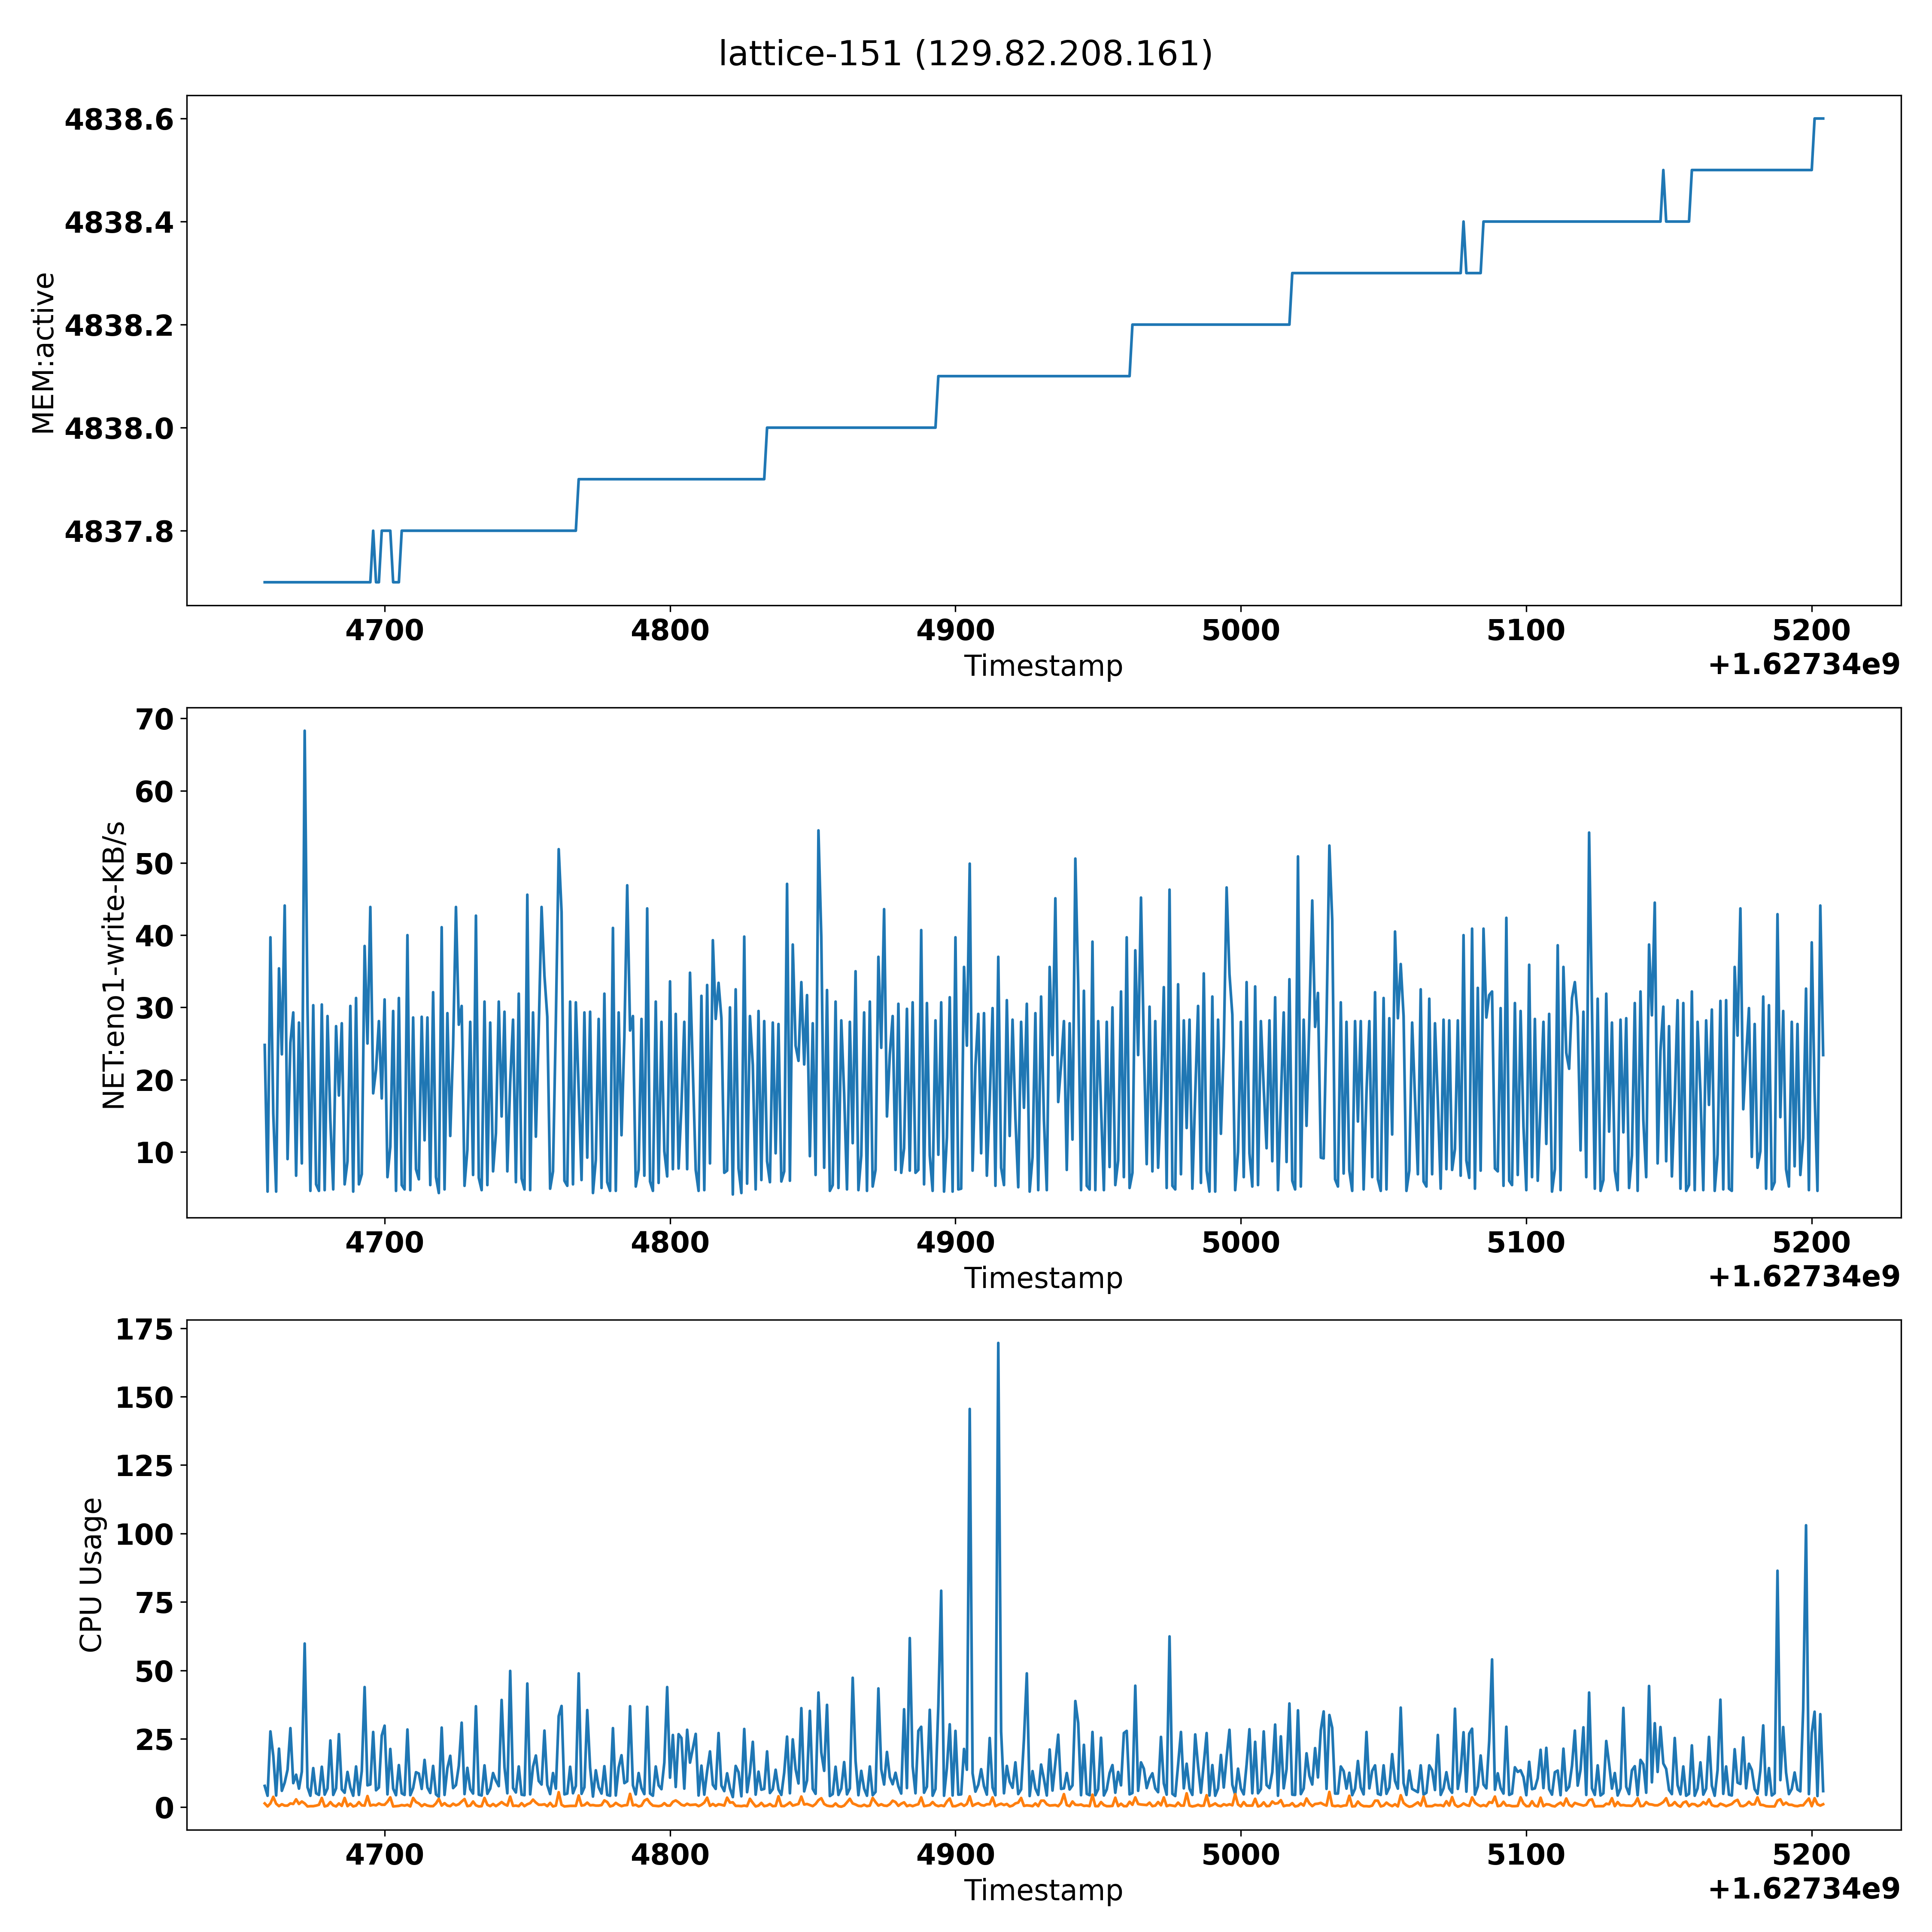 lattice-151 (129.82.208.161)
4838.6
4838.4
4838.2
4838.0
4837.8
MEM:active
4700 4800 4900 5000 5100 5200
Timestamp
+1.62734e9
70
60
50
40
30
20
10
NET:eno1-write-KB/s
4700 4800 4900 5000 5100 5200
Timestamp
+1.62734e9
175
150
125
100
75
50
25
0
CPU Usage
4700 4800 4900 5000 5100 5200
Timestamp
+1.62734e9